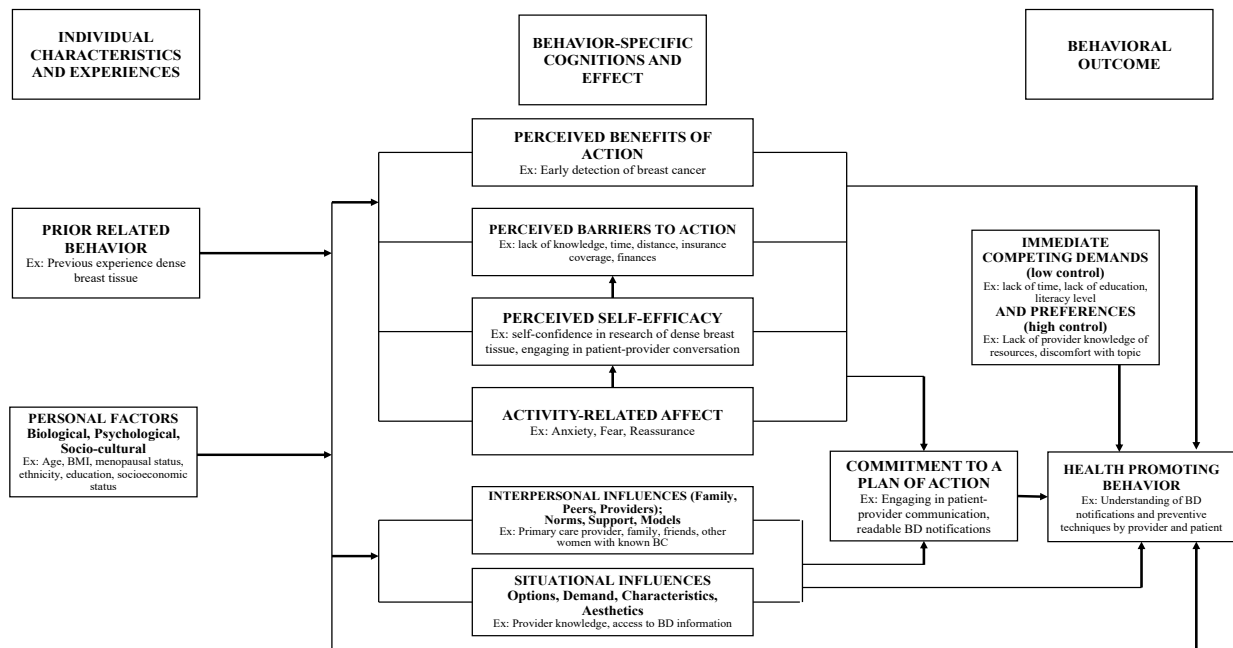 INDIVIDUAL
CHARACTERISTICS
AND EXPERIENCES
BEHAVIOR-SPECIFIC
COGNITIONS AND
EFFECT
BEHAVIORAL
OUTCOME
PRIOR RELATED
BEHAVIOR
Ex: Previous experience dense
breast tissue
PERSONAL FACTORS
Biological, Psychological,
Socio-cultural
Ex: Age, BMI, menopausal status,
ethnicity, education, socioeconomic
status
PERCEIVED BENEFITS OF
ACTION
Ex: Early detection of breast cancer
PERCEIVED BARRIERS TO ACTION
Ex: lack of knowledge, time, distance, insurance
coverage, finances
PERCEIVED SELF-EFFICACY
Ex: self-confidence in research of dense breast
tissue, engaging in patient-provider conversation
ACTIVITY-RELATED AFFECT
Ex: Anxiety, Fear, Reassurance
INTERPERSONAL INFLUENCES (Family,
Peers, Providers);
Norms, Support, Models
Ex: Primary care provider, family, friends, other
women with known BC
SITUATIONAL INFLUENCES
Options, Demand, Characteristics,
Aesthetics
Ex: Provider knowledge, access to BD information
IMMEDIATE
COMPETING DEMANDS
(low control)
Ex: lack of time, lack of education,
literacy level
AND PREFERENCES
(high control)
Ex: Lack of provider knowledge of
resources, discomfort with topic
COMMITMENT TO A
PLAN OF ACTION
Ex: Engaging in patient-
provider communication,
readable BD notifications
HEALTH PROMOTING
BEHAVIOR
Ex: Understanding of BD
notifications and preventive
techniques by provider and patient